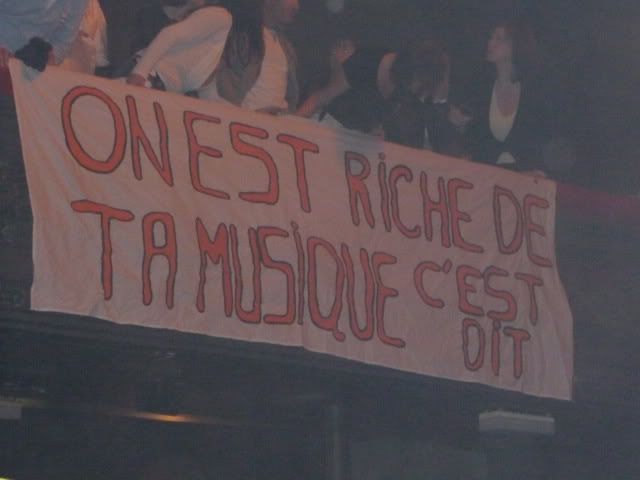 ON EST RiCHE DE
TA MUSiQUE C'EST
DiT